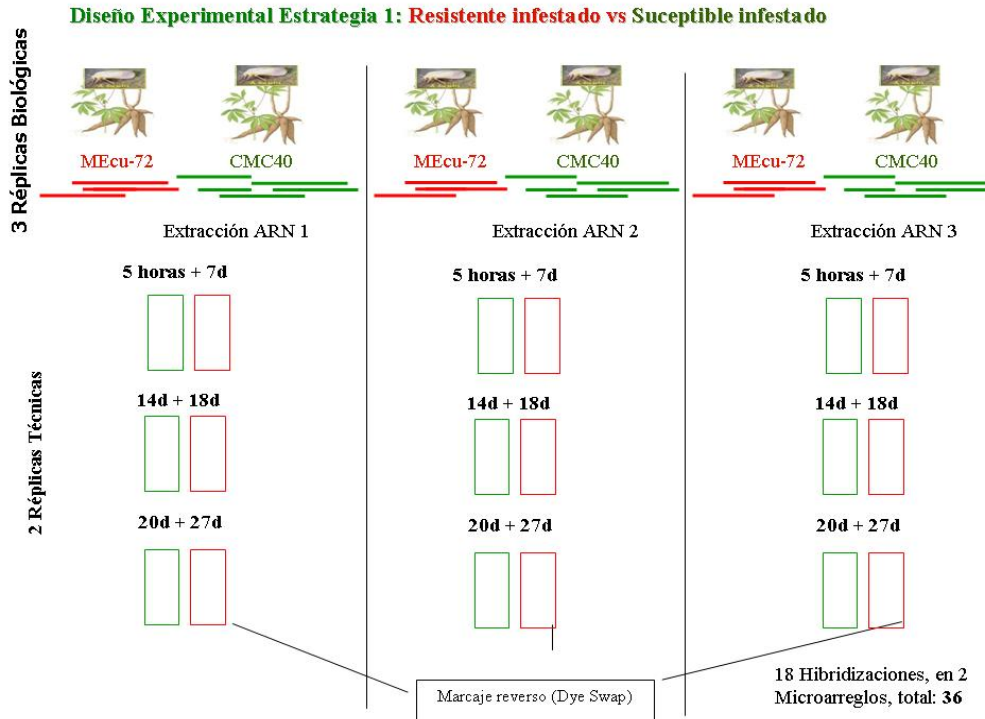 Diseño Experimental Estrategia 1: Resistente infestado vs Suceptible infestado
3 Réplicas Biológicas
MEcu-72 CMC40
MEcu-72 CMC40
MEcu-72 CMC40
Extracción ARN 1
Extracción ARN 2
Extracción ARN 3
2 Réplicas Técnicas
5 horas + 7d
5 horas + 7d
5 horas + 7d
14d + 18d
14d + 18d
14d + 18d
20d + 27d
20d + 27d
20d + 27d
Marcaje reverso (Dye Swap)
18 Hibridizaciones, en 2
Microarreglos, total: 36